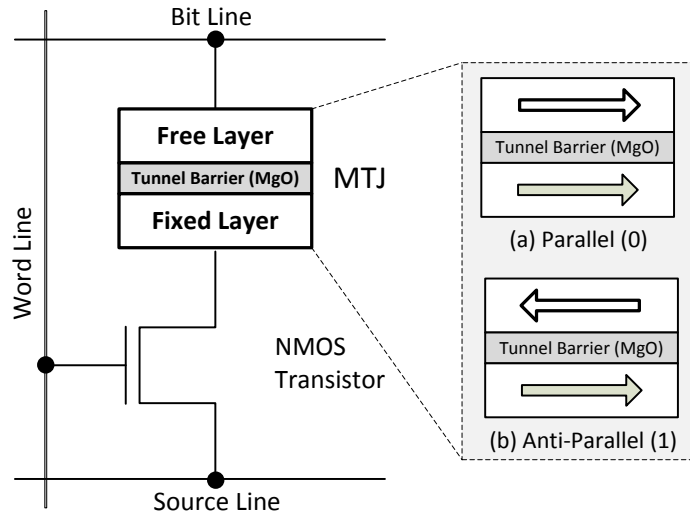 Bit Line
Free Layer
Tunnel Barrier (MgO)
Fixed Layer
MTJ
Word Line
NMOS
Transistor
Source Line
Tunnel Barrier (MgO)
(a) Parallel (0)
Tunnel Barrier (MgO)
(b) Anti-Parallel (1)